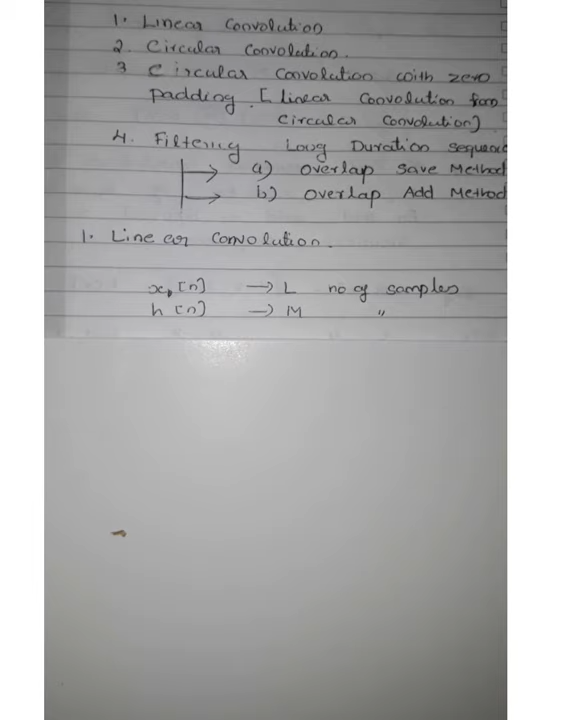 1. Linear Convolution
2. Circular Convolution.
3 Circular Convolution with zero
padding. [Linear Convolution from
Circular Convolution]
4. Filtering Long Duration Sequence
a) Overlap Save Method
b) Overlap Add Method
1. Linear Convolution.
x[n] → L no of samples
h[n] → M "